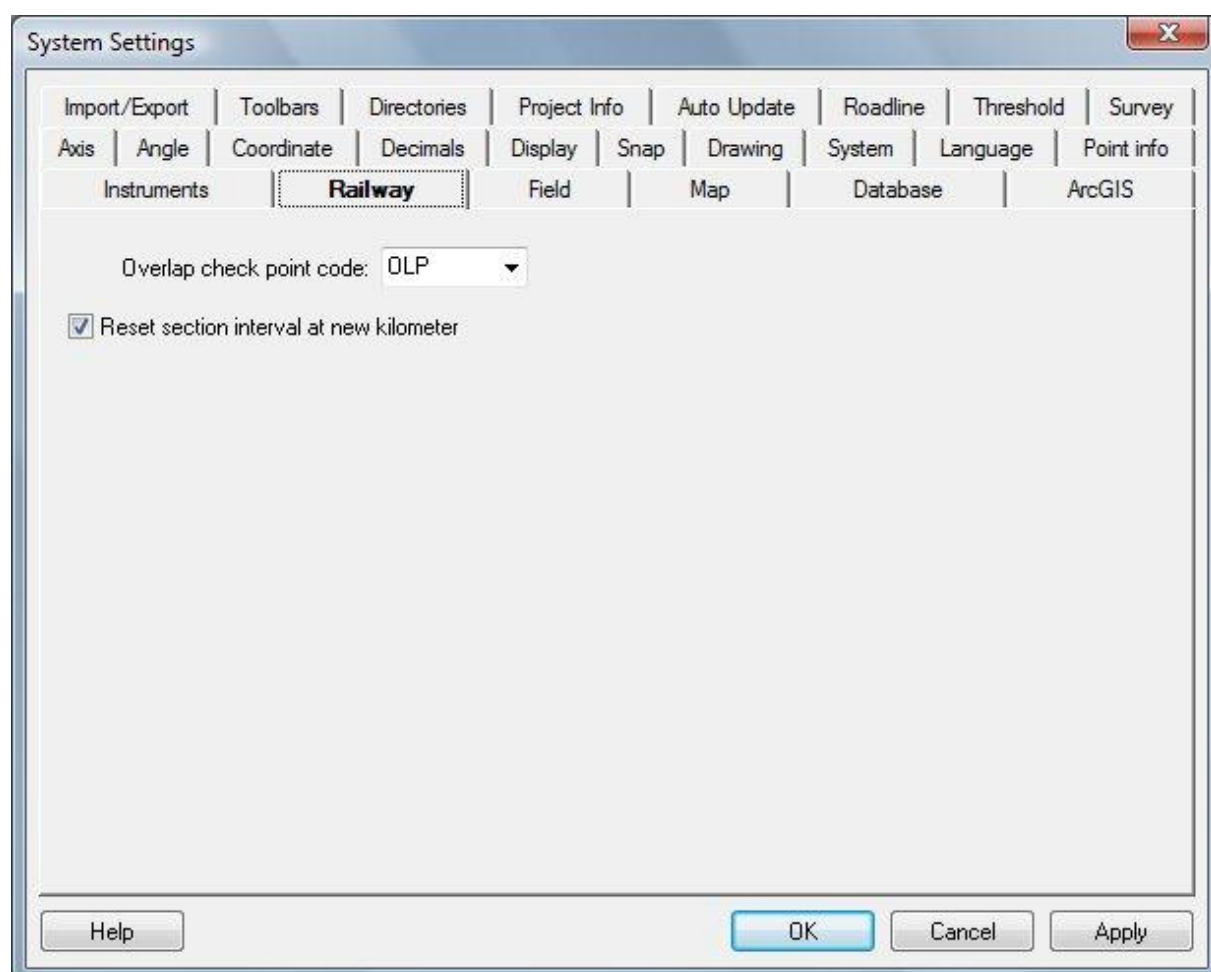 System Settings
Import/Export Toolbars Directories Project Info Auto Update Roadline Threshold Survey
Axis Angle Coordinate Decimals Display Snap Drawing System Language Point info
Instruments Railway Field Map Database ArcGIS
Overlap check point code: OLP
Reset section interval at new kilometer
Help OK Cancel Apply